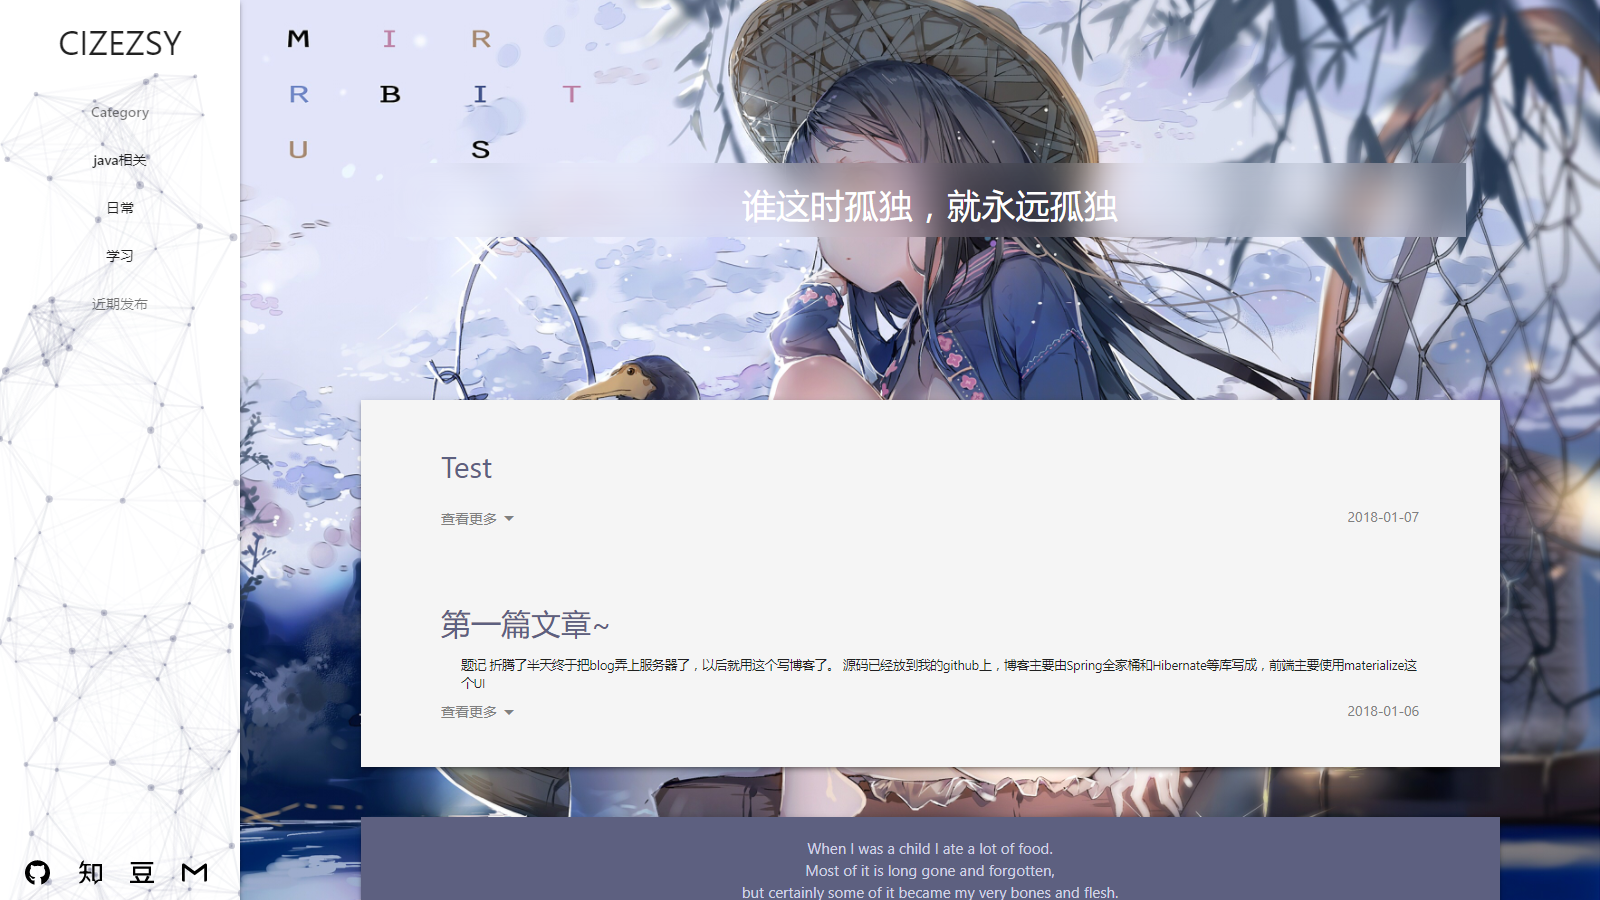 CIZEZSY
Category
java相关
日常
学习
近期发布
知 豆
M I R
R B I T
U S
谁这时孤独，就永远孤独
Test
查看更多
2018-01-07
第一篇文章~
题记 折腾了半天终于把blog弄上服务器了，以后就用这个写博客了。 源码已经放到我的github上，博客主要由Spring全家桶和Hibernate等库写成，前端主要使用materialize这
个UI
查看更多
2018-01-06
When I was a child I ate a lot of food.
Most of it is long gone and forgotten,
but certainly some of it became my very bones and flesh.